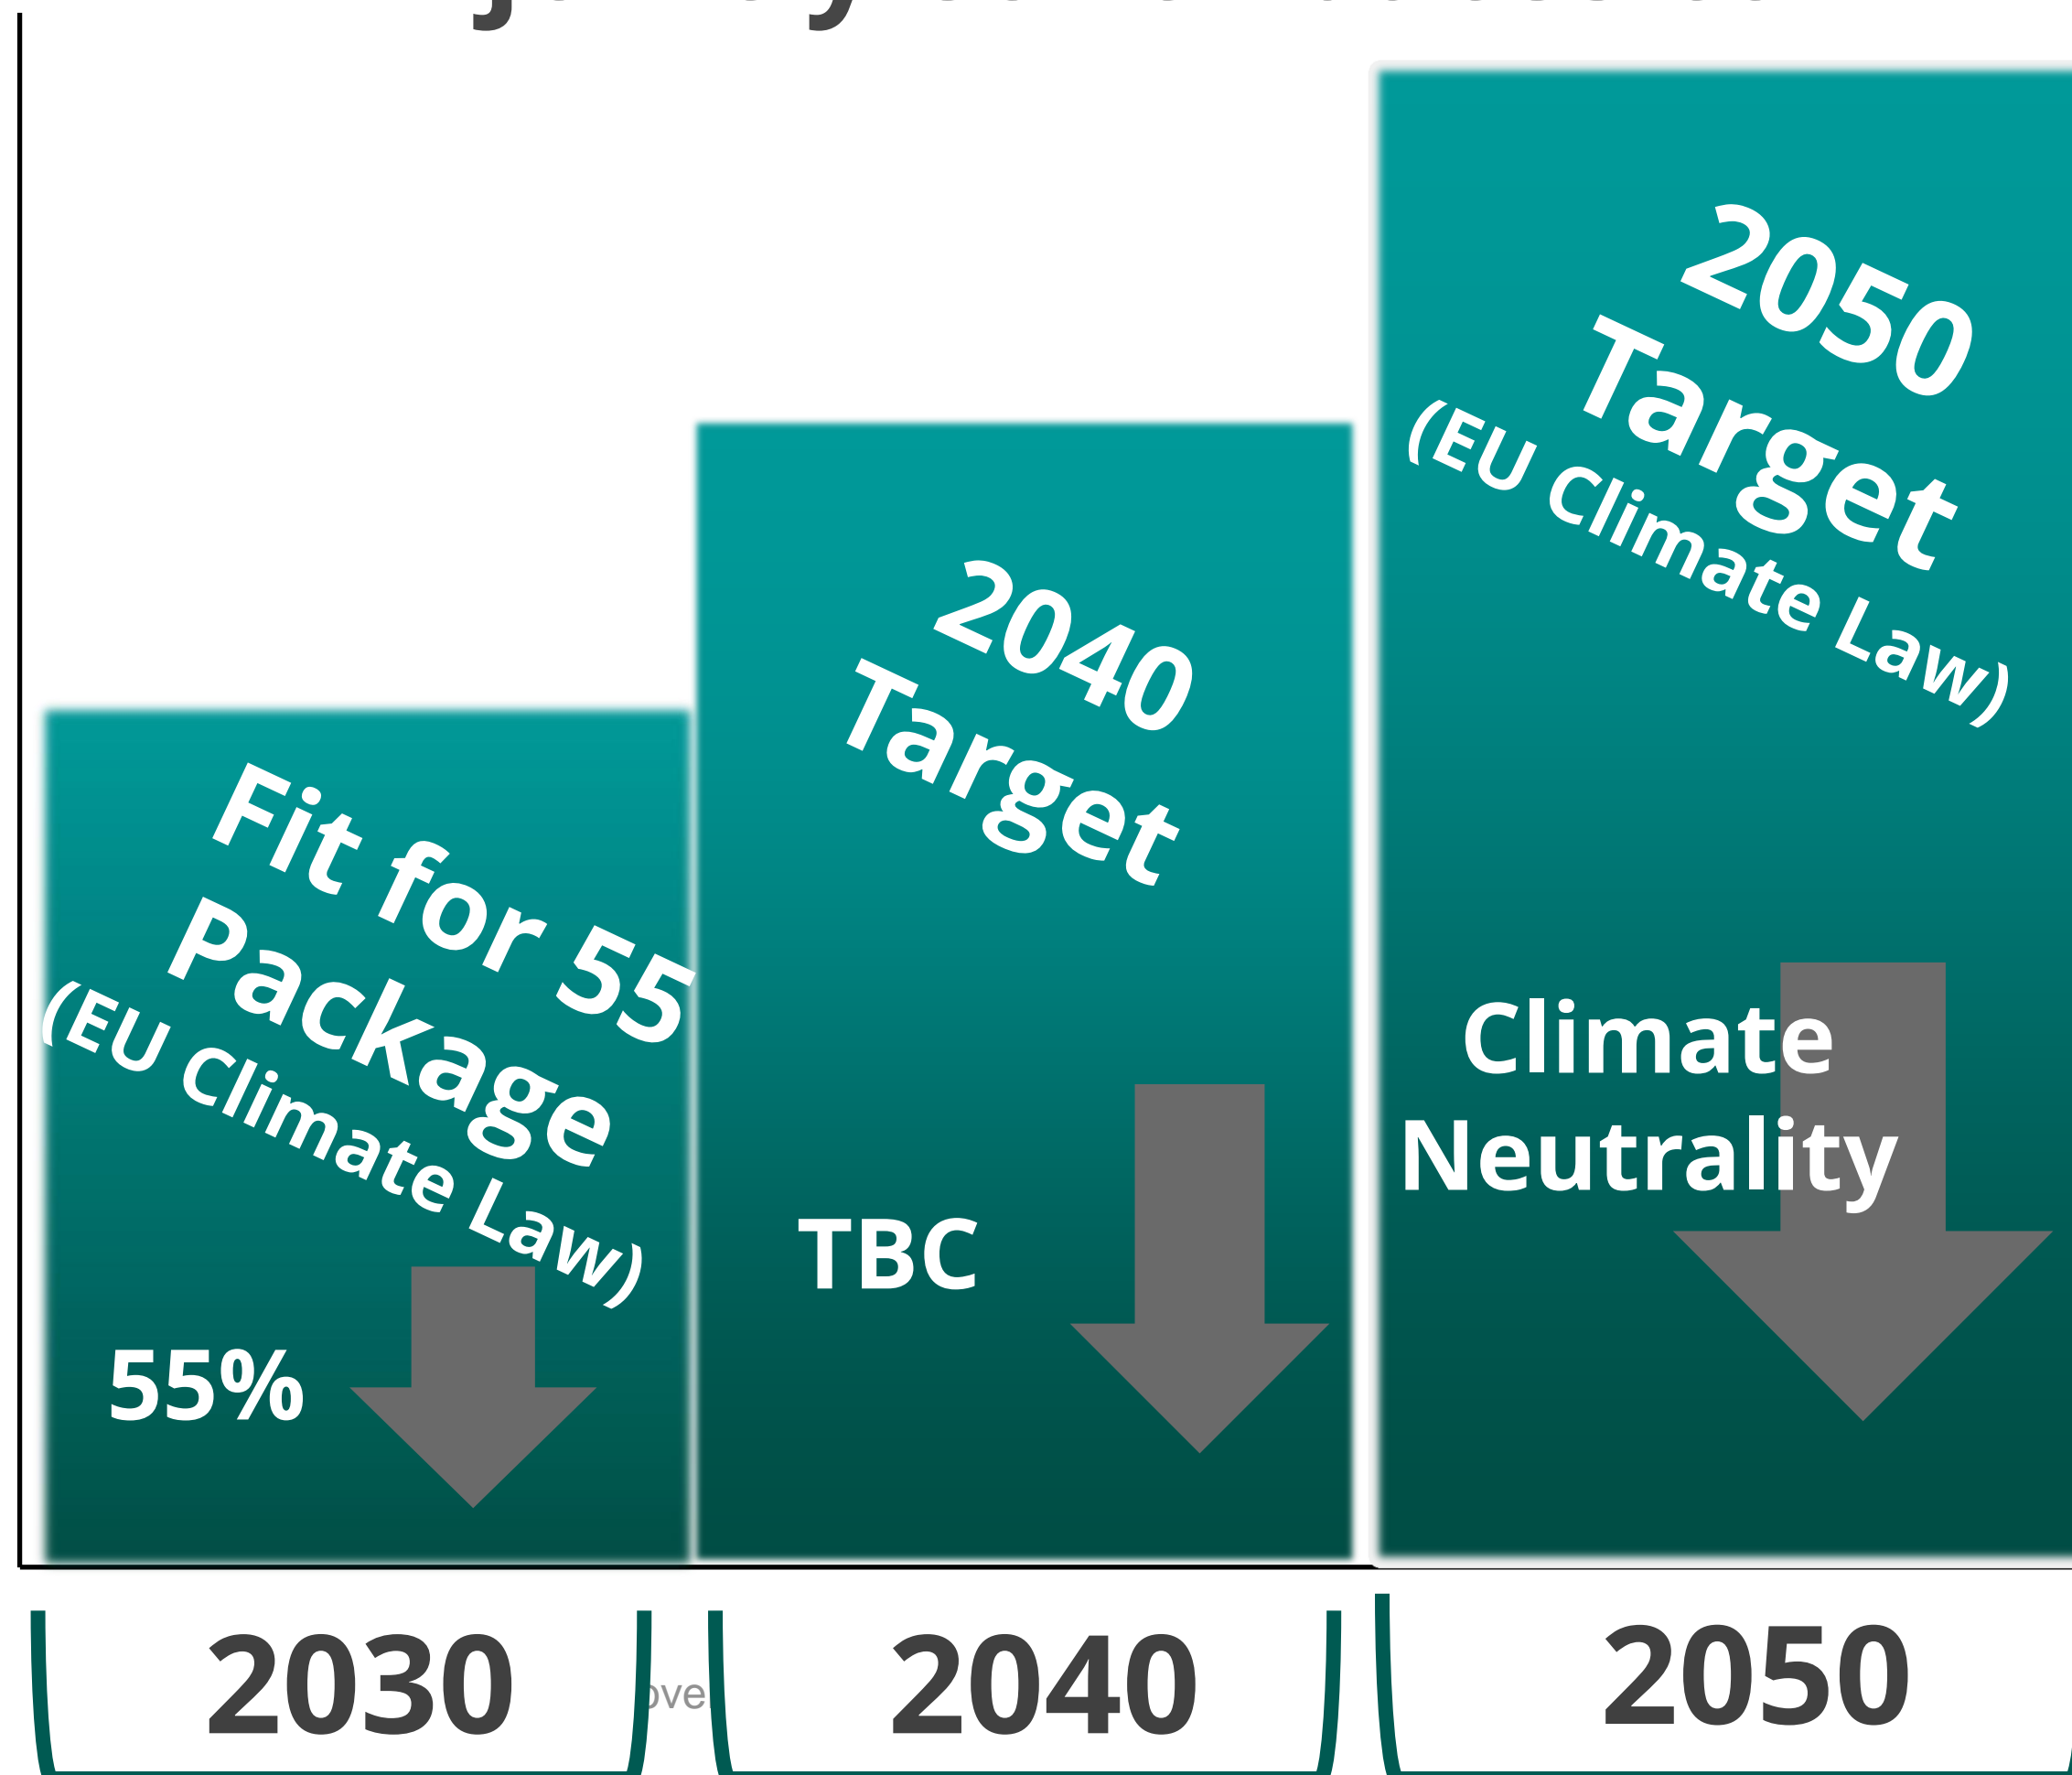 Fit for 55
Package
(EU Climate Law)
55%
2040
Target
TBC
2050
Target
(EU Climate Law)
Climate
Neutrality
2030
2040
2050